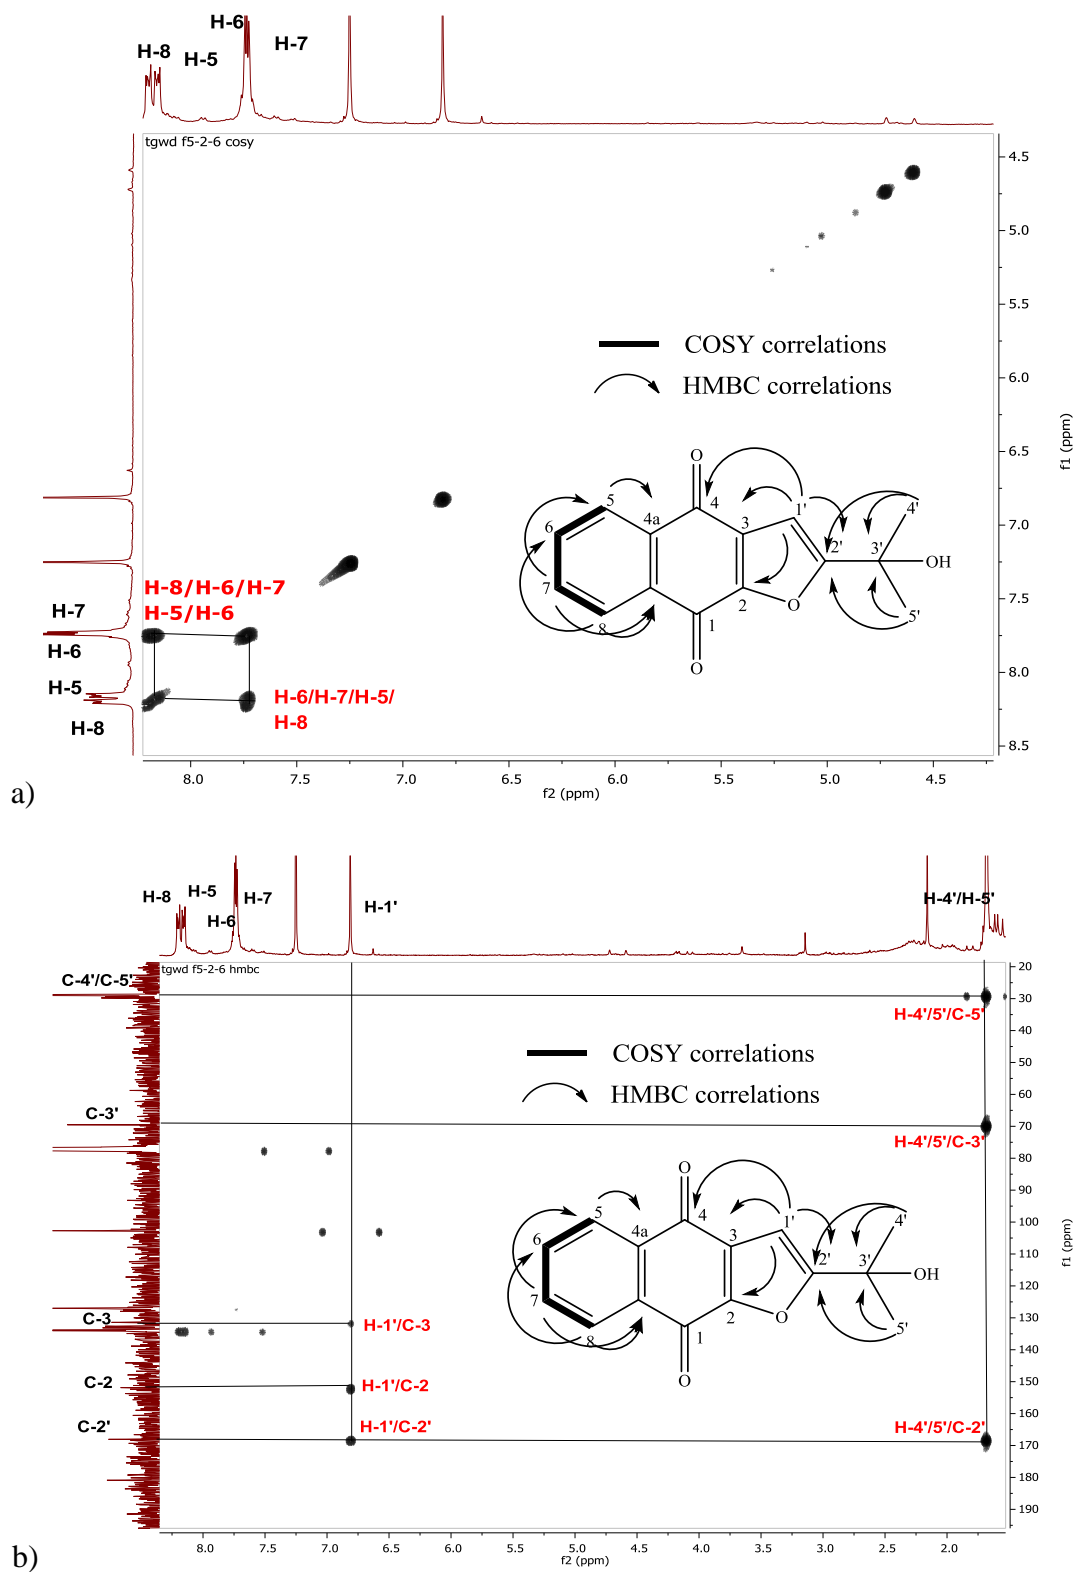 H-6
H-8
H-5
H-7
tgwd f5-2-6 cosy
4.5
5.0
5.5
6.0
6.5
7.0
7.5
8.0
8.5
f1 (ppm)
COSY correlations
HMBC correlations
O
5
4
1'
4'
6
4a
3
2'
3'
OH
7
2
5'
8
1
O
O
H-8/H-6/H-7
H-5/H-6
H-7
H-6
H-5
H-8
H-6/H-7/H-5/
H-8
8.0 7.5 7.0 6.5 6.0 5.5 5.0 4.5
f2 (ppm)
a)
H-8
H-5
H-6
H-7
H-1'
H-4'/H-5'
tgwd f5-2-6 hmbc
C-4'/C-5'
C-3'
C-3
C-2
C-2'
H-4'/5'/C-5'
COSY correlations
HMBC correlations
H-4'/5'/C-3'
O
5
4
1'
4'
6
4a
3
2'
3'
OH
7
2
5'
8
1
O
O
H-1'/C-3
H-1'/C-2
H-1'/C-2'
H-4'/5'/C-2'
20
30
40
50
60
70
80
90
100
110
120
130
140
150
160
170
180
190
f1 (ppm)
8.0 7.5 7.0 6.5 6.0 5.5 5.0 4.5 4.0 3.5 3.0 2.5 2.0
f2 (ppm)
b)